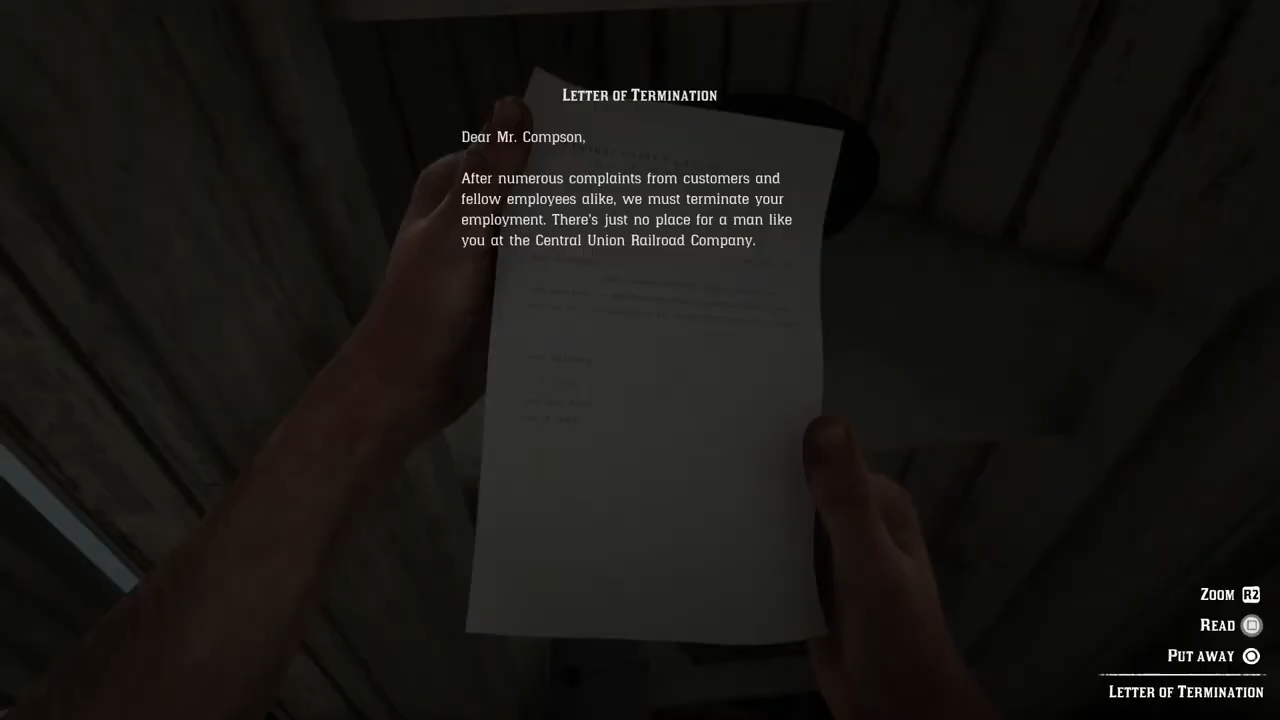 Letter of Termination
Dear Mr. Compson,
After numerous complaints from customers and
fellow employees alike, we must terminate your
employment. There's just no place for a man like
you at the Central Union Railroad Company.
Zoom R2
Read
Put away
Letter of Termination